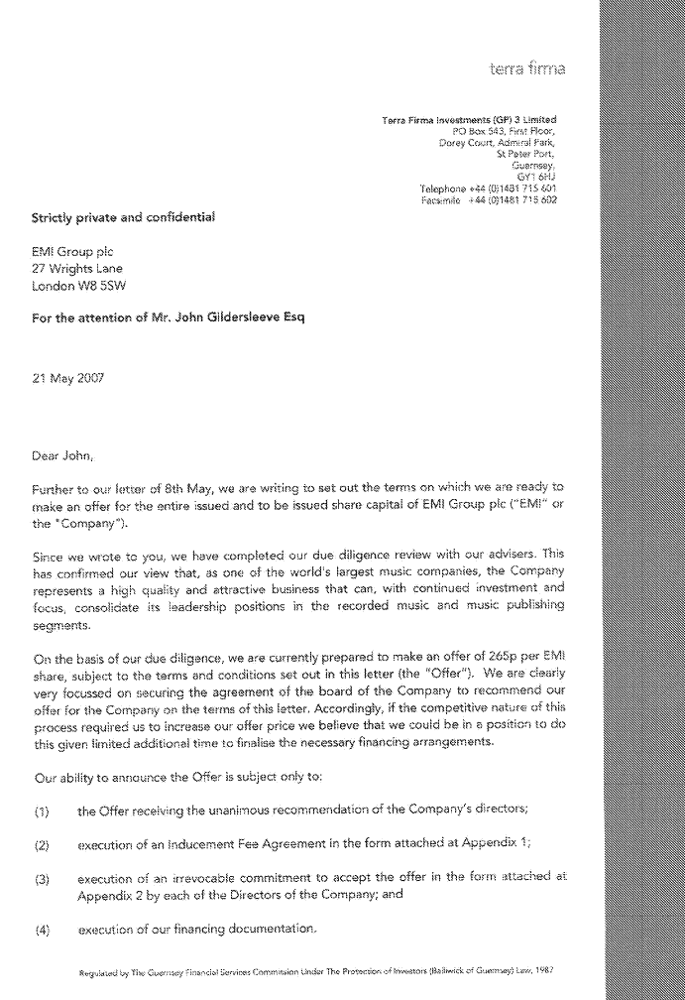 terra firma
Terra Firma Investments (GP) 3 Limited
PO Box 543, First Floor,
Dorey Court, Admiral Park,
St Peter Port,
Guernsey,
GY1 6HJ
Telephone +44 (0)1481 715 601
Facsimile +44 (0)1481 715 602
Strictly private and confidential
EMI Group plc
27 Wrights Lane
London W8 5SW
For the attention of Mr. John Gildersleeve Esq
21 May 2007
Dear John,
Further to our letter of 8th May, we are writing to set out the terms on which we are ready to
make an offer for the entire issued and to be issued share capital of EMI Group plc ("EMI" or
the "Company").
Since we wrote to you, we have completed our due diligence review with our advisers. This
has confirmed our view that, as one of the world's largest music companies, the Company
represents a high quality and attractive business that can, with continued investment and
focus, consolidate its leadership positions in the recorded music and music publishing
segments.
On the basis of our due diligence, we are currently prepared to make an offer of 265p per EMI
share, subject to the terms and conditions set out in this letter (the "Offer"). We are clearly
very focussed on securing the agreement of the board of the Company to recommend our
offer for the Company on the terms of this letter. Accordingly, if the competitive nature of this
process required us to increase our offer price we believe that we could be in a position to do
this given limited additional time to finalise the necessary financing arrangements.
Our ability to announce the Offer is subject only to:
(1) the Offer receiving the unanimous recommendation of the Company's directors;
(2) execution of an Inducement Fee Agreement in the form attached at Appendix 1;
(3) execution of an irrevocable commitment to accept the offer in the form attached at
Appendix 2 by each of the Directors of the Company; and
(4) execution of our financing documentation.
Regulated by The Guernsey Financial Services Commission Under The Protection of Investors (Bailiwick of Guernsey) Law, 1987